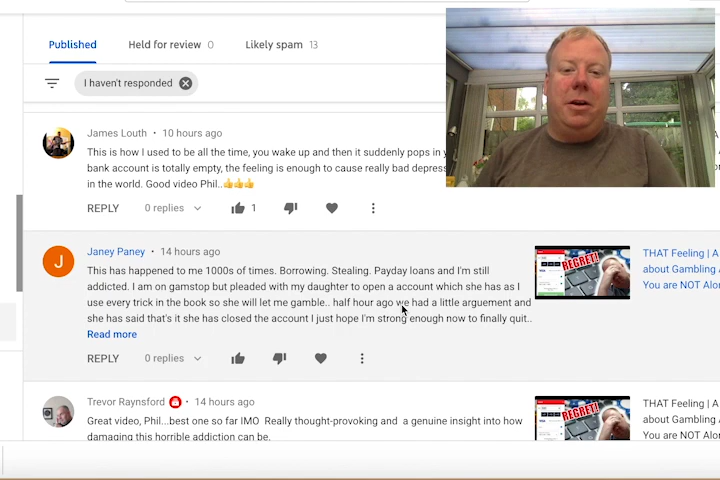 Published
Held for review 0
Likely spam 13
I haven't responded
James Louth • 10 hours ago
This is how I used to be all the time, you wake up and then it suddenly pops in
bank account is totally empty, the feeling is enough to cause really bad depres
in the world. Good video Phil..👍👍👍
REPLY 0 replies 1
J
Janey Paney • 14 hours ago
This has happened to me 1000s of times. Borrowing. Stealing. Payday loans and I'm still
addicted. I am on gamstop but pleaded with my daughter to open a account which she has as I
use every trick in the book so she will let me gamble.. half hour ago we had a little arguement and
she has said that's it she has closed the account I just hope I'm strong enough now to finally quit..
Read more
REPLY 0 replies
REGRET!
THAT Feeling | A
about Gambling A
You are NOT Alon
Trevor Raynsford • 14 hours ago
Great video, Phil...best one so far IMO Really thought-provoking and a genuine insight into how
damaging this horrible addiction can be.
REGRET!
THAT Feeling | A
about Gambling A
You are NOT Alon